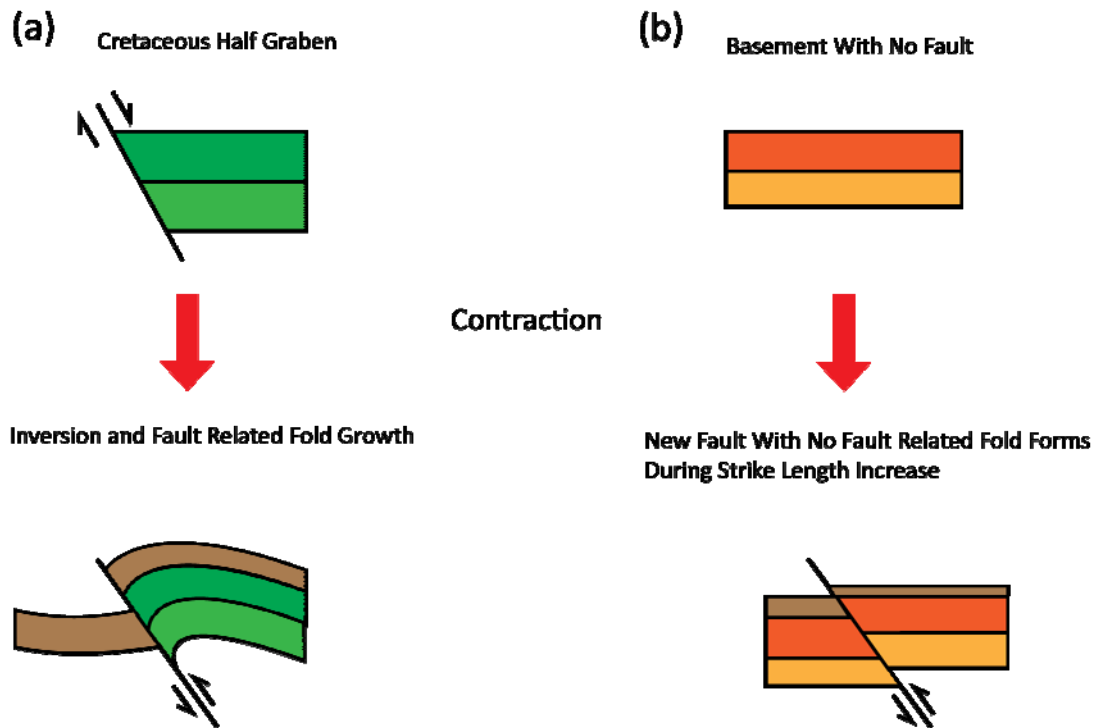 (a)
Cretaceous Half Graben
(b)
Basement With No Fault
Contraction
Inversion and Fault Related Fold Growth
New Fault With No Fault Related Fold Forms
During Strike Length Increase